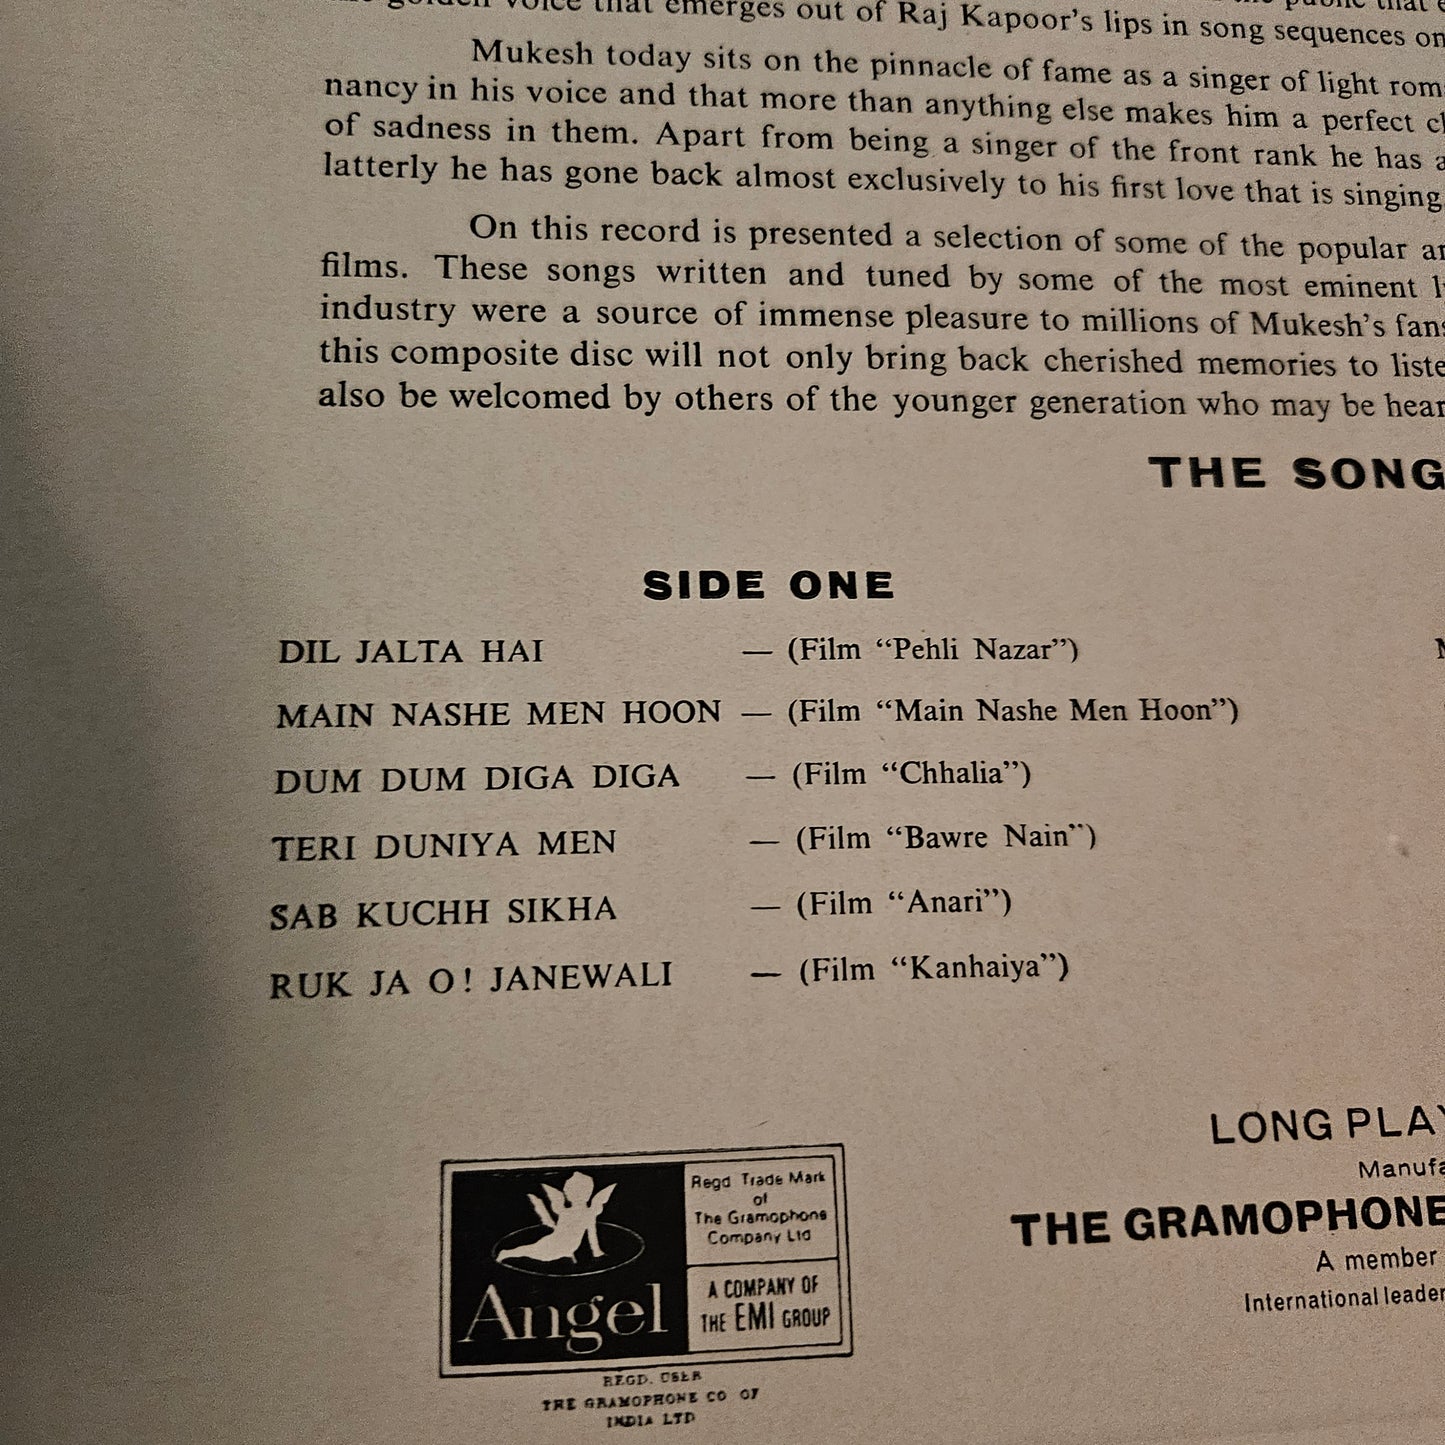 golden voice that emerges out of Raj Kapoor's lips in song sequences on
Mukesh today sits on the pinnacle of fame as a singer of light rom
nancy in his voice and that more than anything else makes him a perfect
of sadness in them. Apart from being a singer of the front rank he has a
latterly he has gone back almost exclusively to his first love that is singing.
On this record is presented a selection of some of the popular
films. These songs written and tuned by some of the most eminent
industry were a source of immense pleasure to millions of Mukesh's fans
this composite disc will not only bring back cherished memories to liste
also be welcomed by others of the younger generation who may be hear
THE SONG
SIDE ONE
DIL JALTA HAI — (Film "Pehli Nazar")
MAIN NASHE MEN HOON — (Film "Main Nashe Men Hoon")
DUM DUM DIGA DIGA — (Film "Chhalia")
TERI DUNIYA MEN — (Film "Bawre Nain")
SAB KUCHH SIKHA — (Film "Anari")
RUK JA O! JANEWALI — (Film "Kanhaiya")
LONG PLAY
Manufa
THE GRAMOPHONE
A member
International leader
Angel
Regd Trade Mark
of
The Gramophone
Company Ltd
A COMPANY OF
THE EMI GROUP
REGD. USER
THE GRAMOPHONE CO OF
INDIA LTD